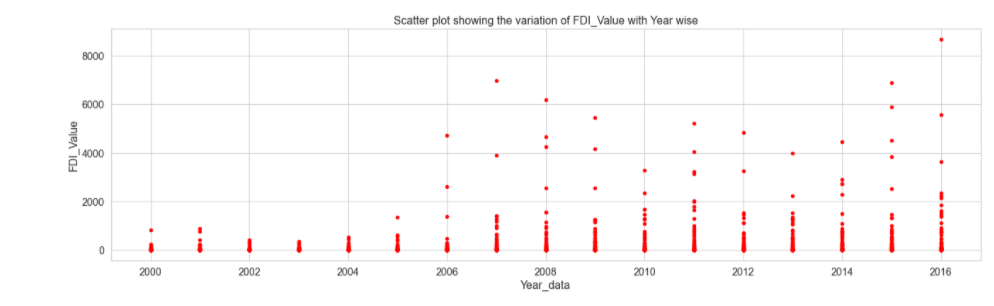 Scatter plot showing the variation of FDI_Value with Year wise
8000
6000
4000
2000
0
FDI_Value
2000 2002 2004 2006 2008 2010 2012 2014 2016
Year_data